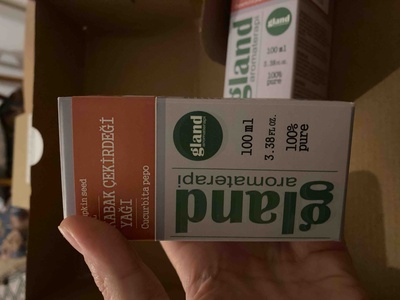 gland
aromaterapi
gland
100 ml
3.38 fl oz.
100%
pure
seed
KABAK ÇEKİRDEĞİ
YAĞI
Cucurbita pepo
gland
gland
aromaterapi
100 ml
3.38 fl oz.
100%
pure